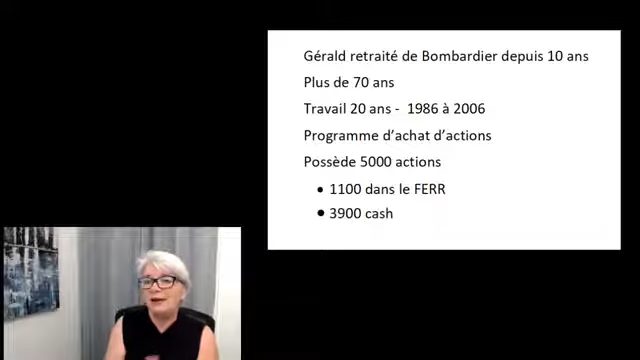 Gérald retraité de Bombardier depuis 10 ans
Plus de 70 ans
Travail 20 ans - 1986 à 2006
Programme d'achat d'actions
Possède 5000 actions
• 1100 dans le FERR
• 3900 cash